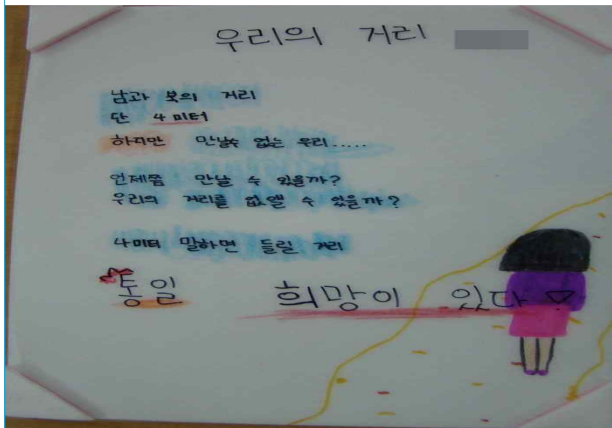 우리의 거리
남과 북의 거리
단 4미터
하지만 만날수 없는 우리.....
언제쯤 만날 수 있을까?
우리의 거리를 없앨 수 있을까?
4미터 말하면 들릴 거리
통일 희망이 있다